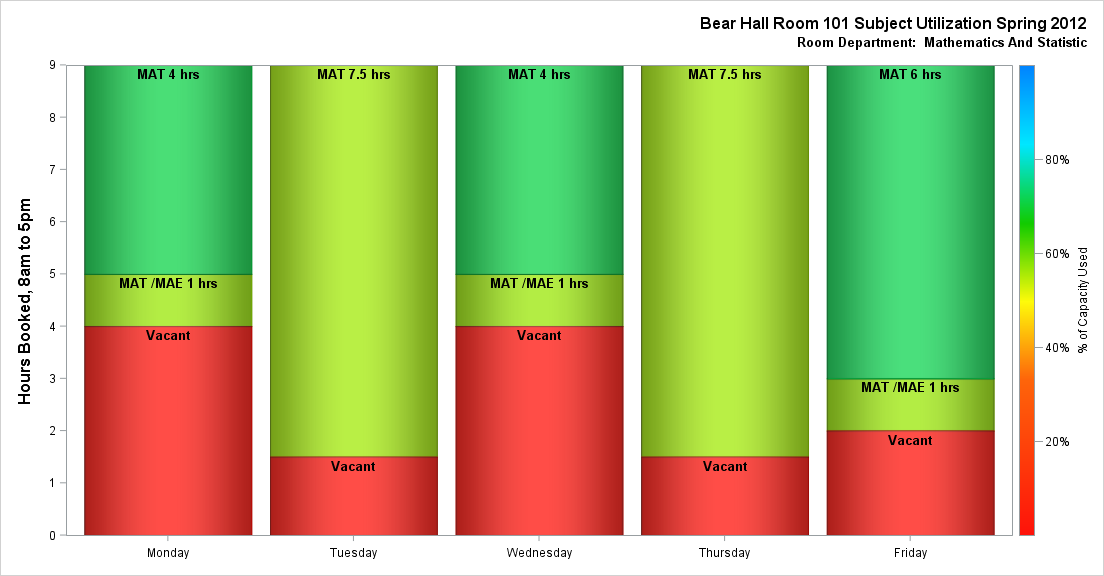 Bear Hall Room 101 Subject Utilization Spring 2012
Room Department:  Mathematics And Statistic
Hours Booked, 8am to 5pm
9
8
7
6
5
4
3
2
1
0
MAT 4 hrs
MAT /MAE 1 hrs
Vacant
MAT 7.5 hrs
Vacant
MAT 4 hrs
MAT /MAE 1 hrs
Vacant
MAT 7.5 hrs
Vacant
MAT 6 hrs
MAT /MAE 1 hrs
Vacant
Monday
Tuesday
Wednesday
Thursday
Friday
80%
60%
40%
20%
% of Capacity Used